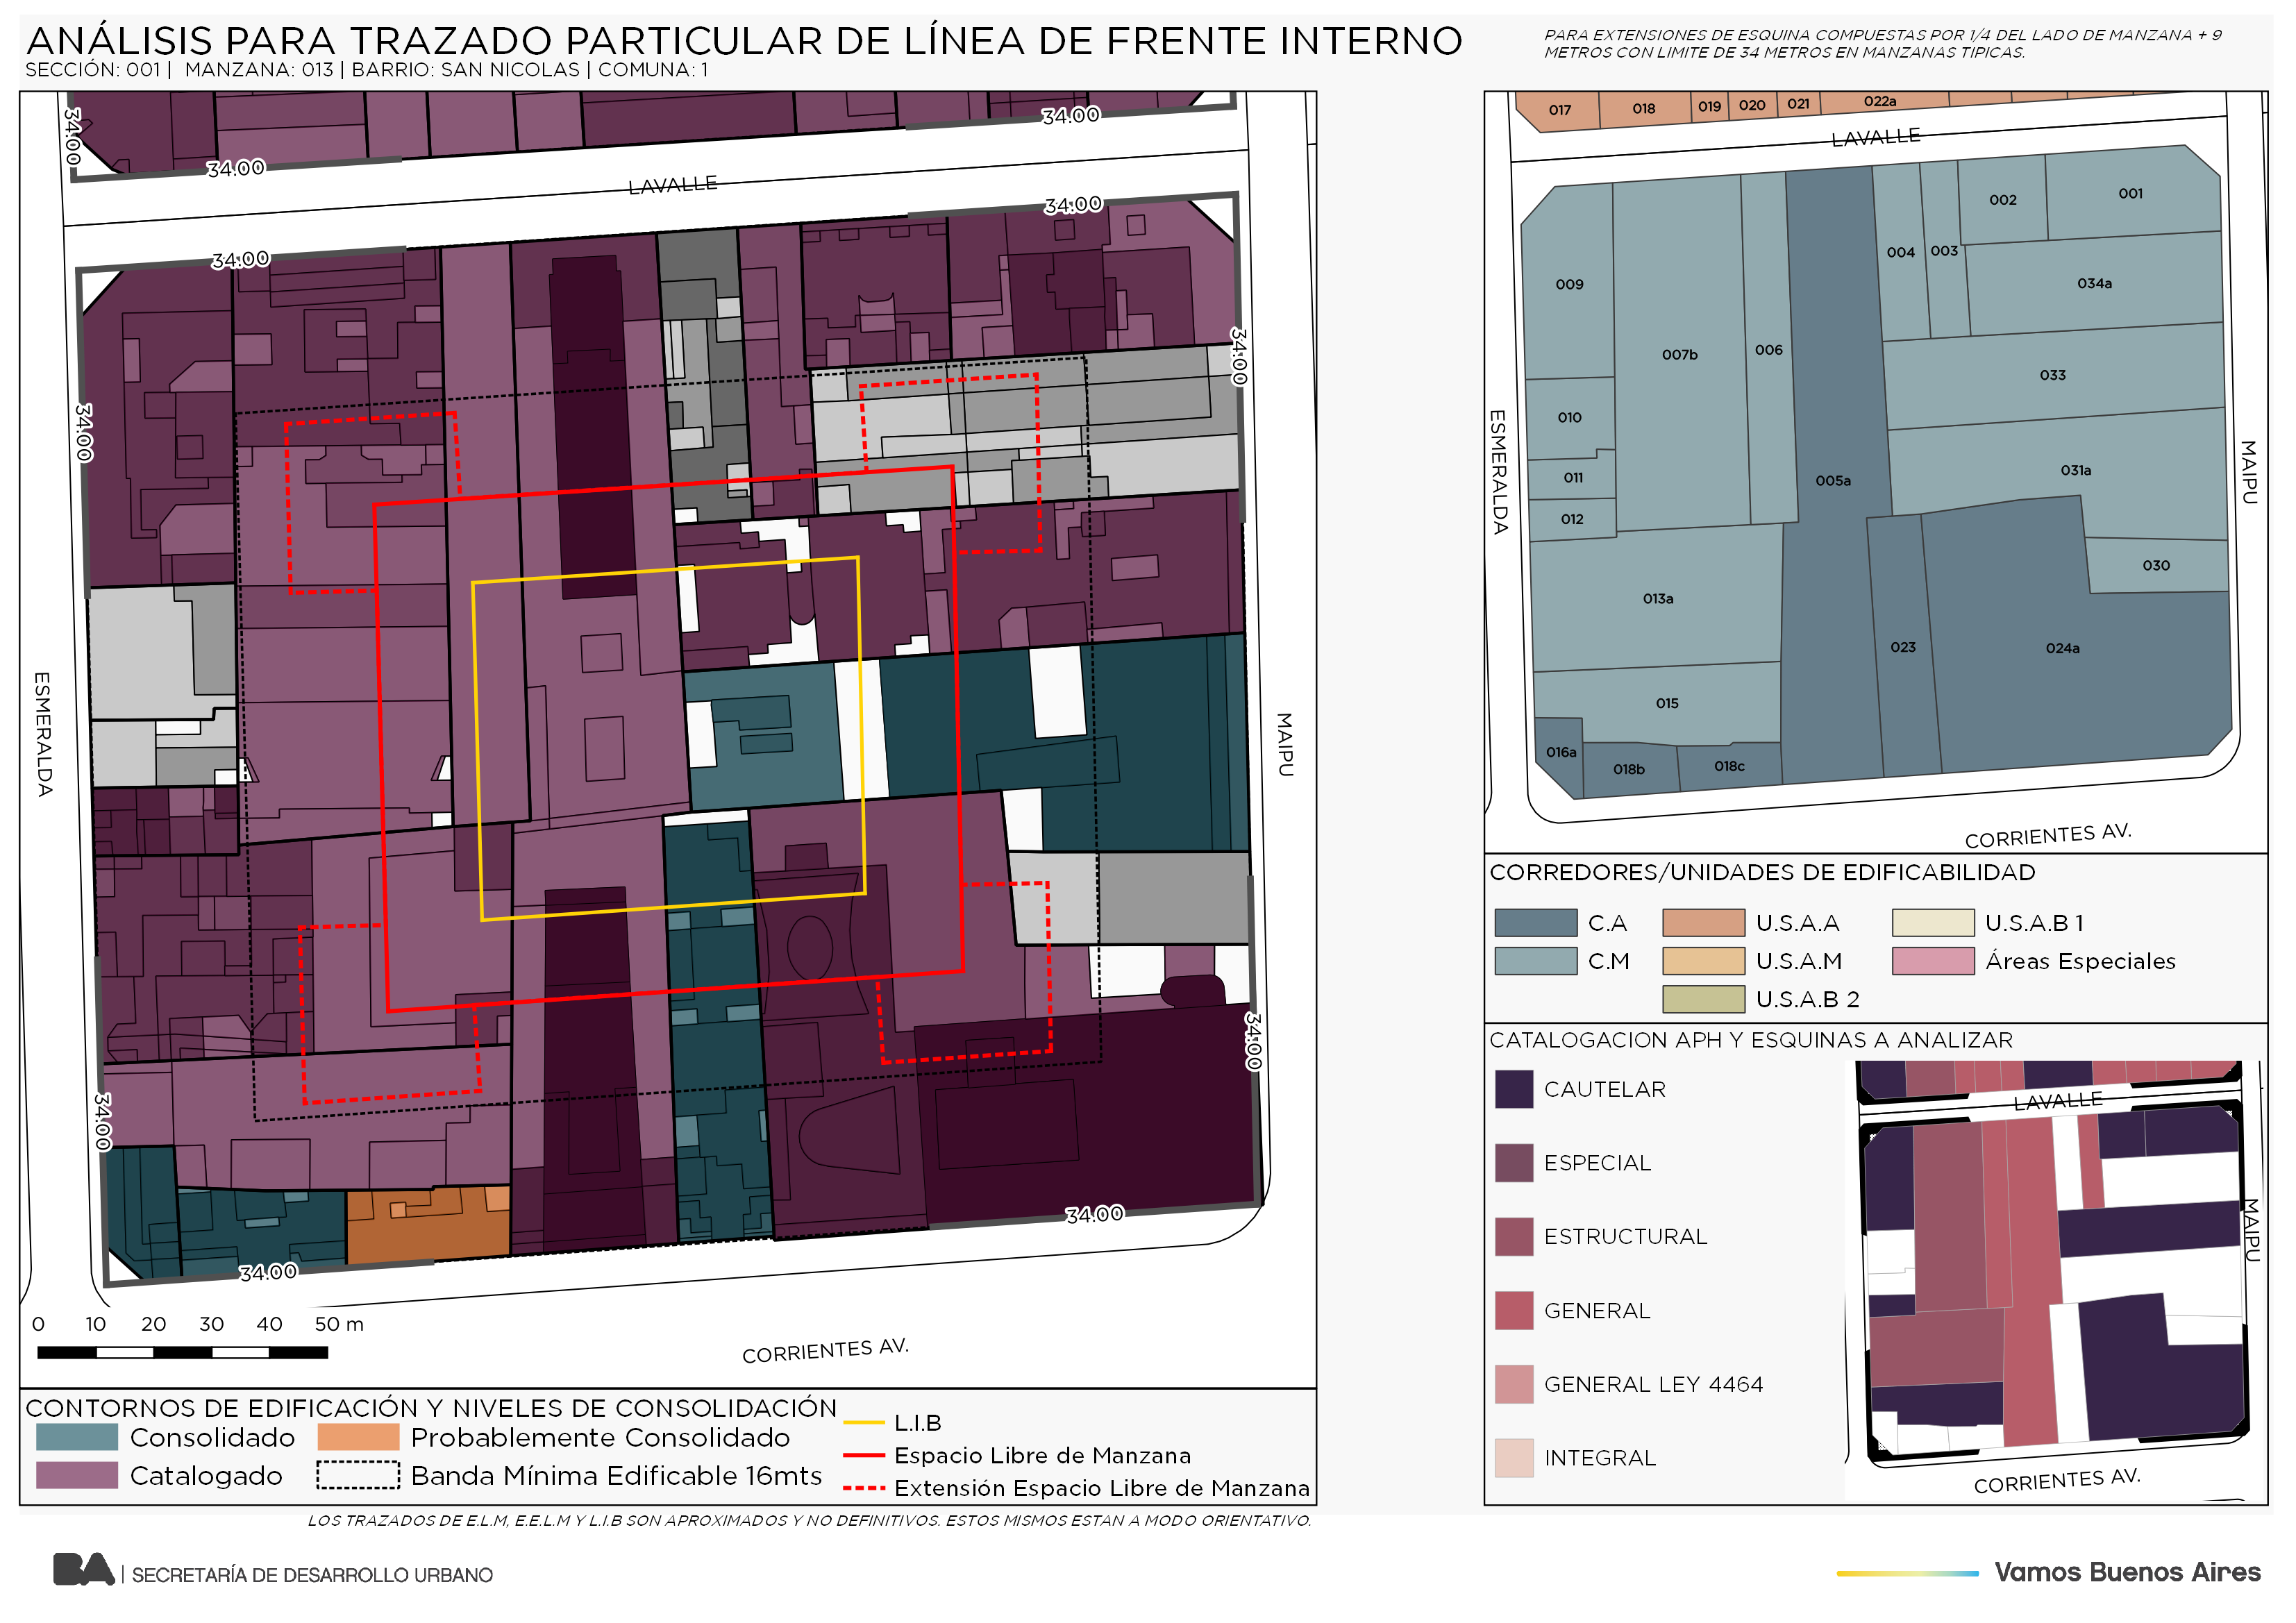 ANÁLISIS PARA TRAZADO PARTICULAR DE LÍNEA DE FRENTE INTERNO
SECCIÓN: 001 | MANZANA: 013 | BARRIO: SAN NICOLAS | COMUNA: 1
PARA EXTENSIONES DE ESQUINA COMPUESTAS POR 1/4 DEL LADO DE MANZANA + 9
METROS CON LIMITE DE 34 METROS EN MANZANAS TIPICAS.
34.00
34.00
34.00
LAVALLE
34.00
34.00
34.00
34.00
ESMERALDA
MAIPU
34.00
34.00
34.00
34.00
0 10 20 30 40 50 m
CORRIENTES AV.
CONTORNOS DE EDIFICACIÓN Y NIVELES DE CONSOLIDACIÓN
Consolidado
Catalogado
Probablemente Consolidado
Banda Mínima Edificable 16mts
L.I.B
Espacio Libre de Manzana
Extensión Espacio Libre de Manzana
LOS TRAZADOS DE E.L.M, E.E.L.M Y L.I.B SON APROXIMADOS Y NO DEFINITIVOS. ESTOS MISMOS ESTAN A MODO ORIENTATIVO.
017 018 019 020 021 022a
LAVALLE
001
002
003
004
009
034a
007b
006
033
010
ESMERALDA
MAIPU
031a
011
005a
012
030
013a
023
024a
015
016a
018b
018c
CORRIENTES AV.
CORREDORES/UNIDADES DE EDIFICABILIDAD
C.A
C.M
U.S.A.A
U.S.A.M
U.S.A.B 2
U.S.A.B 1
Áreas Especiales
CATALOGACION APH Y ESQUINAS A ANALIZAR
CAUTELAR
ESPECIAL
ESTRUCTURAL
GENERAL
GENERAL LEY 4464
INTEGRAL
LAVALLE
MAIPU
CORRIENTES AV.
BA | SECRETARÍA DE DESARROLLO URBANO
Vamos Buenos Aires